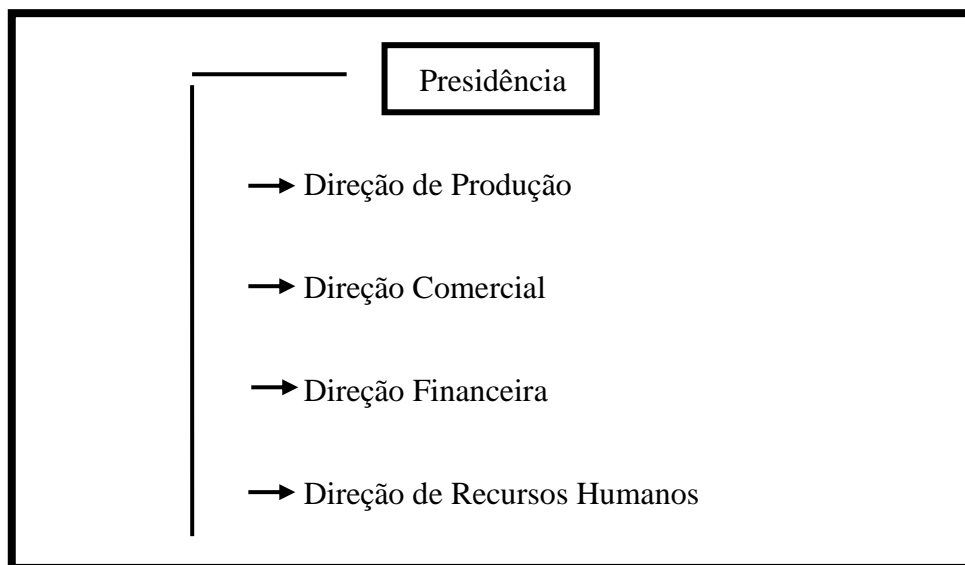 Presidência
Direção de Produção
Direção Comercial
Direção Financeira
Direção de Recursos Humanos